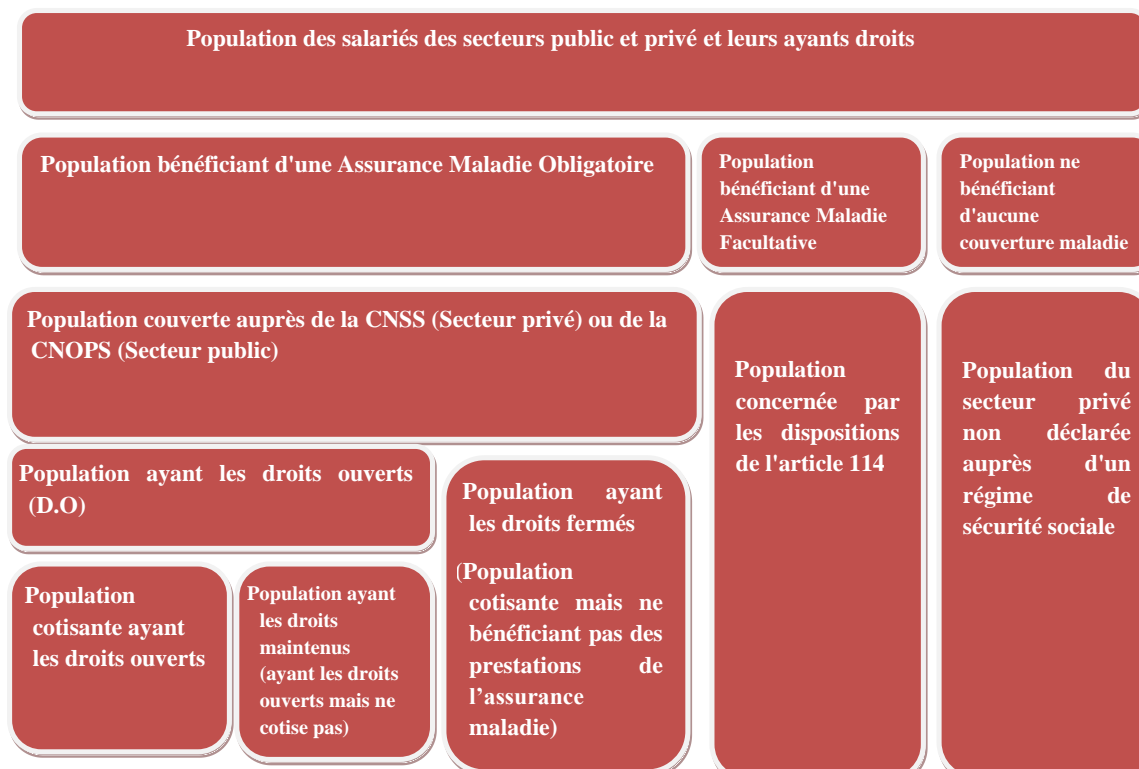 Population des salariés des secteurs public et privé et leurs ayants droits
Population bénéficiant d'une Assurance Maladie Obligatoire
Population
bénéficiant d'une
Assurance Maladie
Facultative
Population ne
bénéficiant
d'aucune
couverture maladie
Population couverte auprès de la CNSS (Secteur privé) ou de la
CNOPS (Secteur public)
Population
concernée par
les dispositions
de l'article 114
Population du
secteur privé
non déclarée
auprès d'un
régime de
sécurité sociale
Population ayant les droits ouverts
(D.O)
Population ayant
les droits fermés
(Population
cotisante mais ne
bénéficiant pas des
prestations de
l’assurance
maladie)
Population
cotisante ayant
les droits ouverts
Population ayant
les droits
maintenus
(ayant les droits
ouverts mais ne
cotise pas)